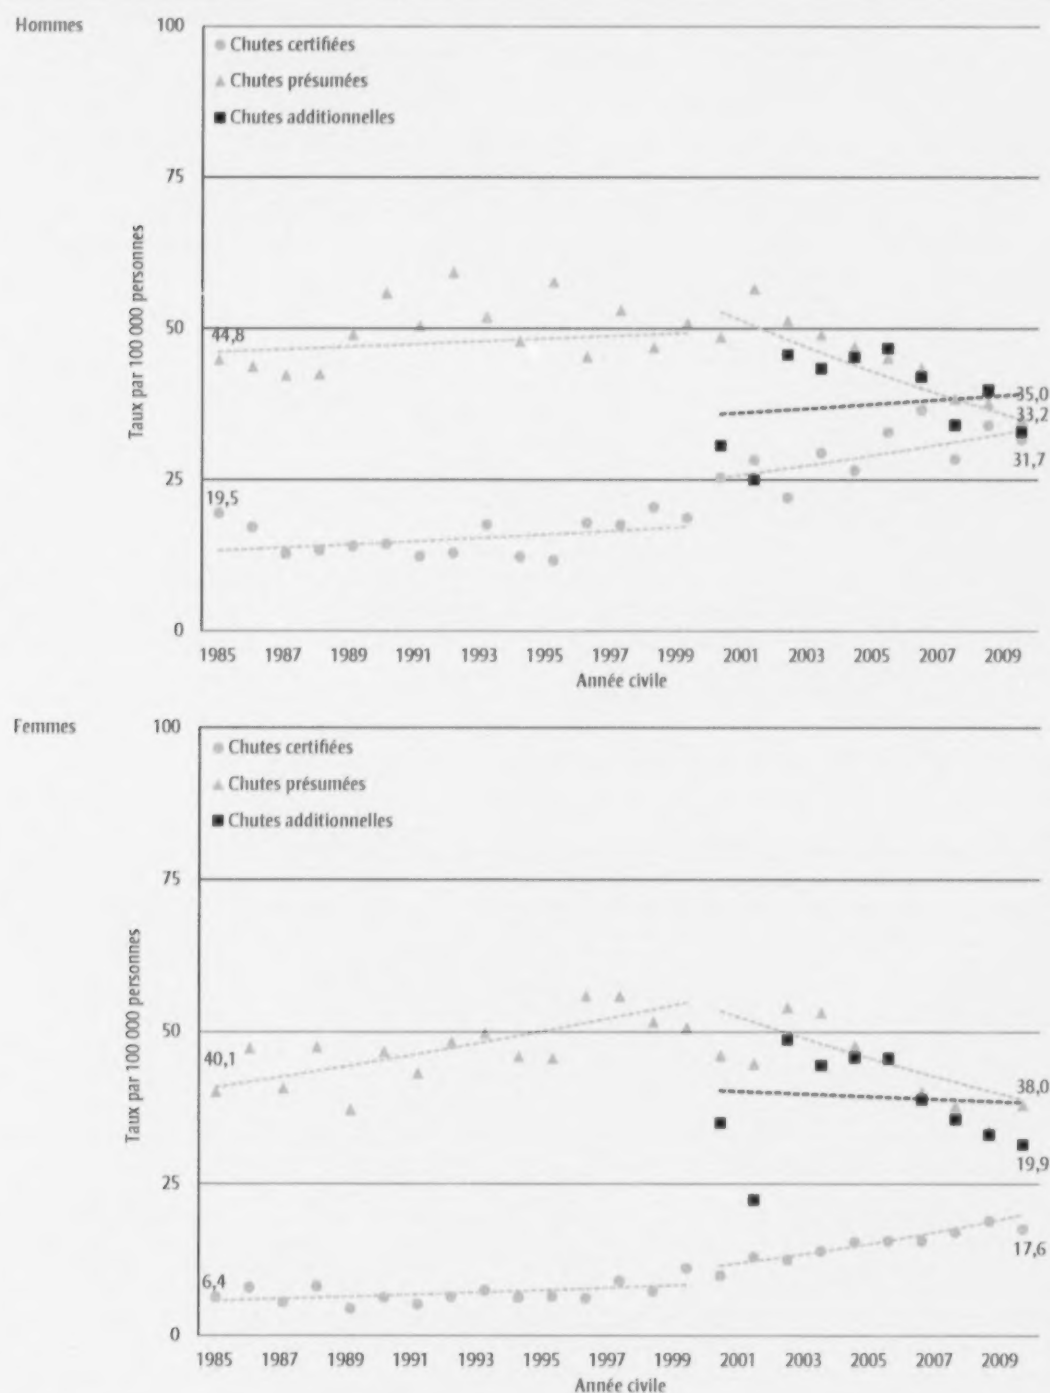 Hommes
100
Chutes certifiées
Chutes présumées
Chutes additionnelles
75
50
25
0
Taux par 100 000 personnes
44,8
19,5
35,0
33,2
31,7
1985 1987 1989 1991 1993 1995 1997 1999 2001 2003 2005 2007 2009
Année civile
Femmes
100
Chutes certifiées
Chutes présumées
Chutes additionnelles
75
50
25
0
Taux par 100 000 personnes
40,1
6,4
38,0
19,9
17,6
1985 1987 1989 1991 1993 1995 1997 1999 2001 2003 2005 2007 2009
Année civile